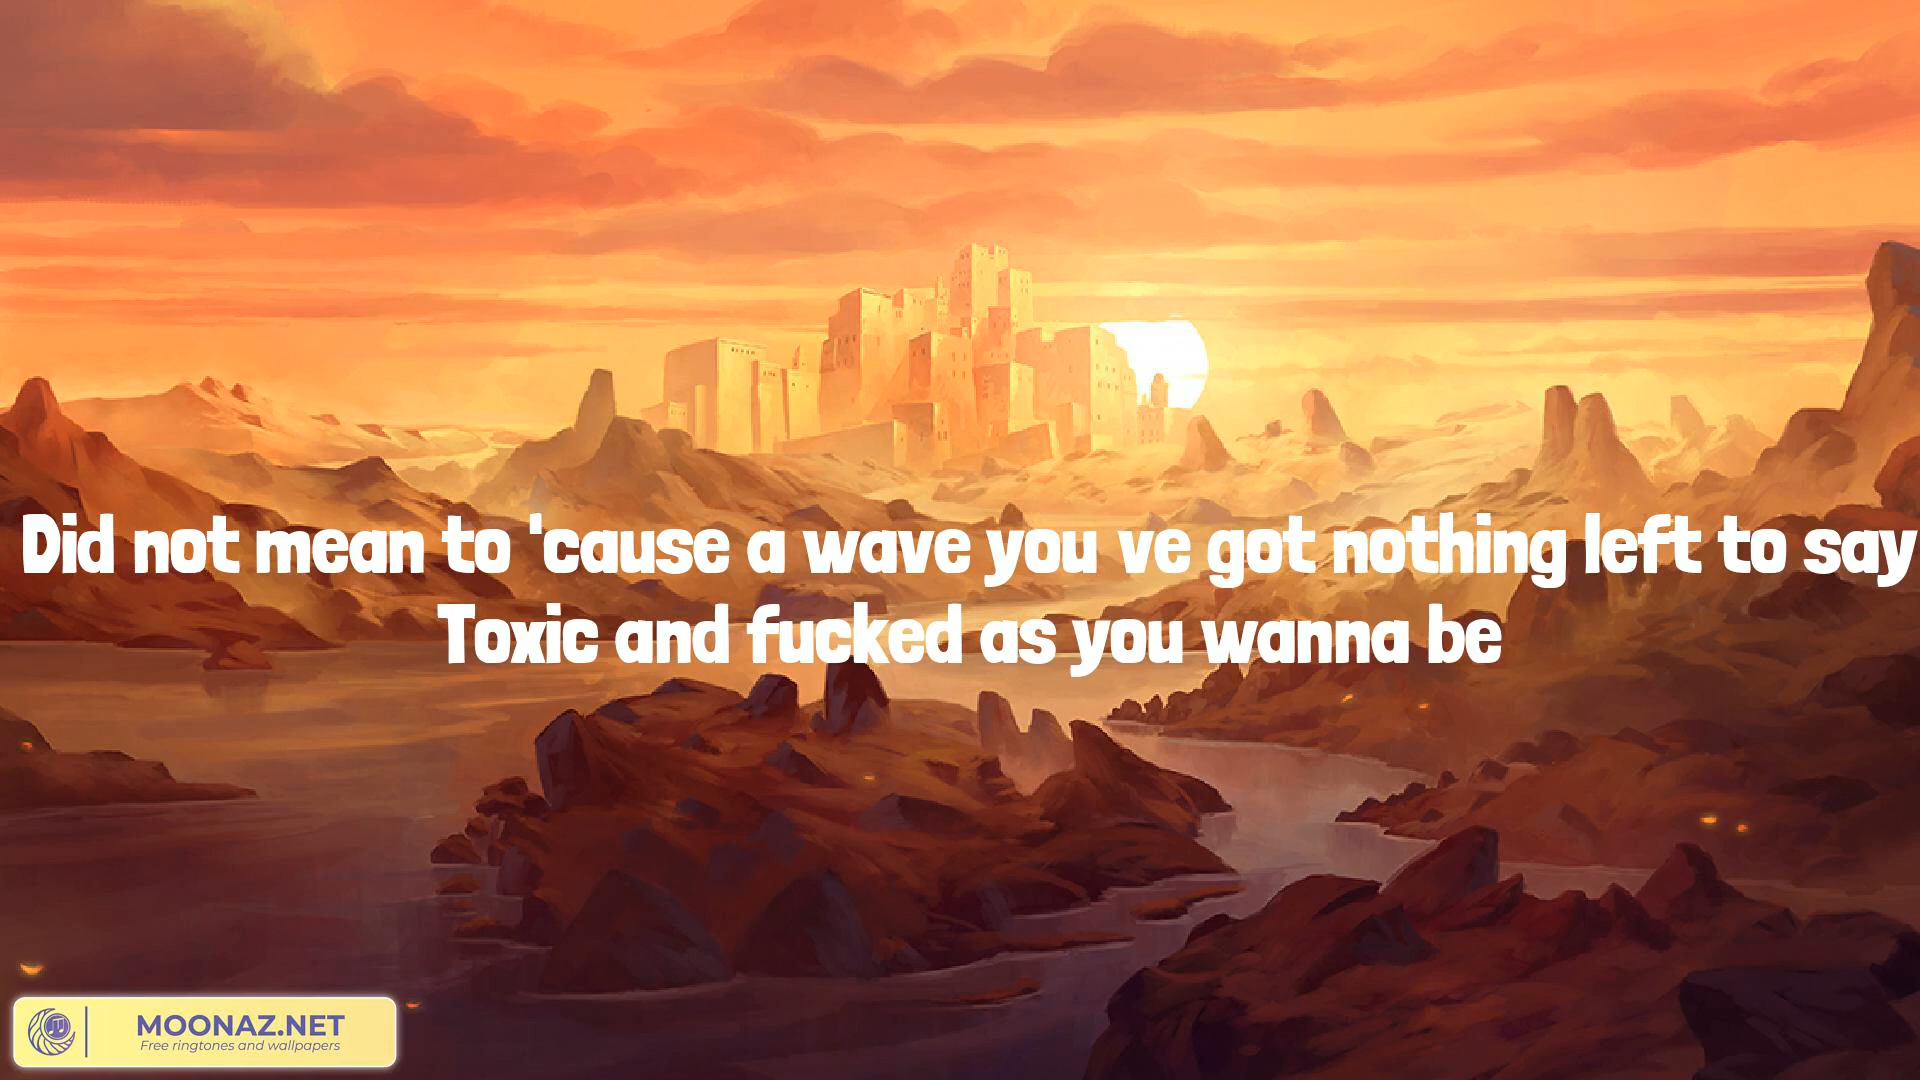 Did not mean to 'cause a wave you ve got nothing left to say
Toxic and fucked as you wanna be
MOONAZ.NET
Free ringtones and wallpapers